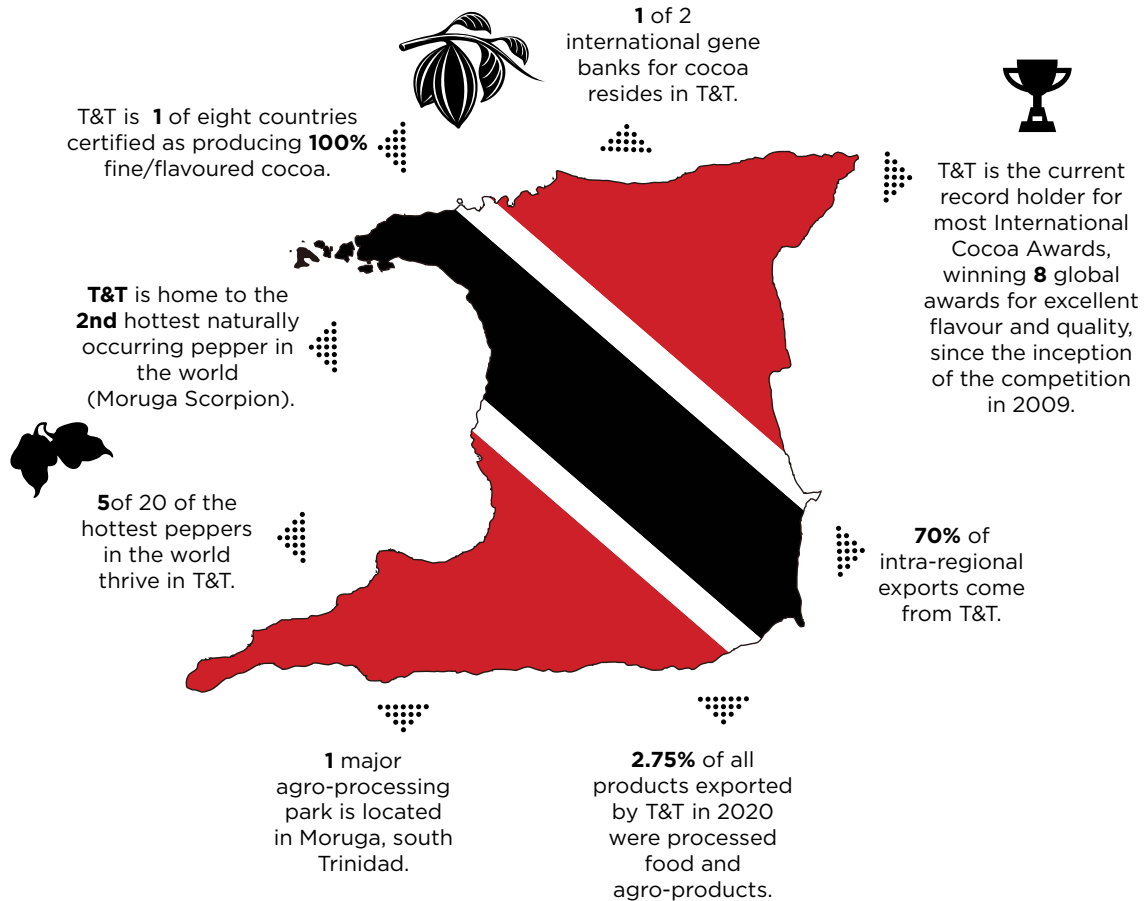 1 of 2
international gene
banks for cocoa
resides in T&T.
T&T is 1 of eight countries
certified as producing 100%
fine/flavoured cocoa.
T&T is the current
record holder for
most International
Cocoa Awards,
winning 8 global
awards for excellent
flavour and quality,
since the inception
of the competition
in 2009.
T&T is home to the
2nd hottest naturally
occurring pepper in
the world
(Moruga Scorpion).
5of 20 of the
hottest peppers
in the world
thrive in T&T.
70% of
intra-regional
exports come
from T&T.
1 major
agro-processing
park is located
in Moruga, south
Trinidad.
2.75% of all
products exported
by T&T in 2020
were processed
food and
agro-products.